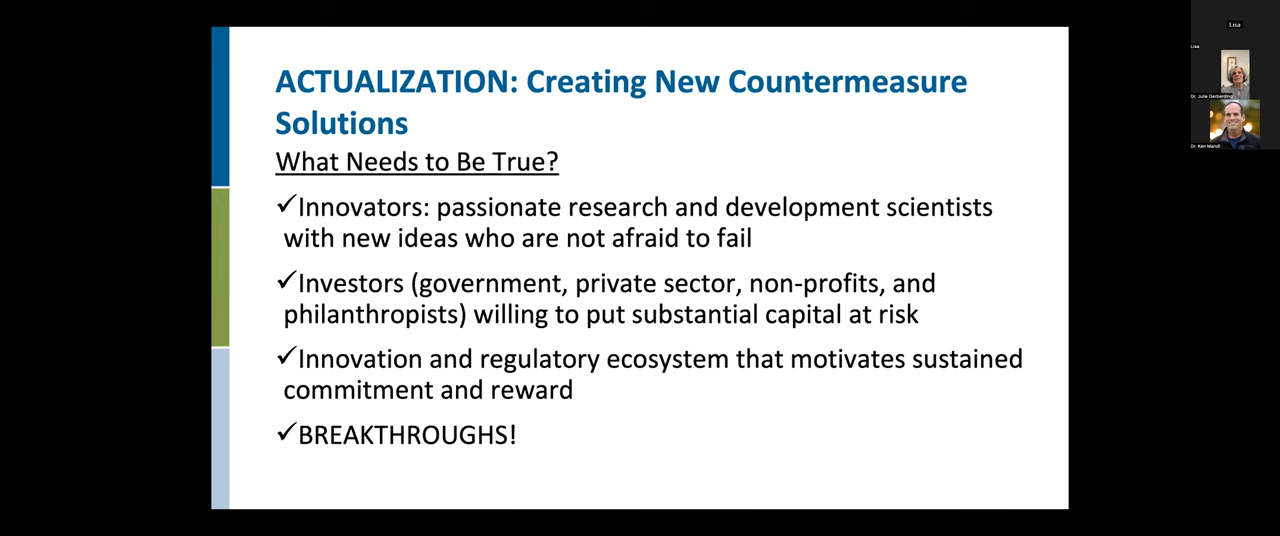 ACTUALIZATION: Creating New Countermeasure
Solutions
What Needs to Be True?
✓Innovators: passionate research and development scientists
with new ideas who are not afraid to fail
✓Investors (government, private sector, non-profits, and
philanthropists) willing to put substantial capital at risk
✓Innovation and regulatory ecosystem that motivates sustained
commitment and reward
✓BREAKTHROUGHS!
Lisa
Lisa
Dr. Julie Gerberding
Dr. Ken Mandl